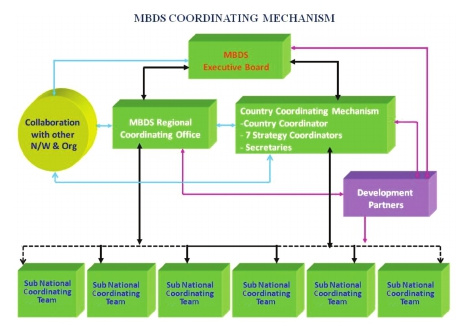 MBDS COORDINATING MECHANISM
MBDS
Executive Board
Collaboration
with other
N/W & Org
MBDS Regional
Coordinating Office
Country Coordinating Mechanism
-Country Coordinator
- 7 Strategy Coordinators
- Secretaries
Development
Partners
Sub National
Coordinating
Team
Sub National
Coordinating
Team
Sub National
Coordinating
Team
Sub National
Coordinating
Team
Sub National
Coordinating
Team
Sub National
Coordinating
Team